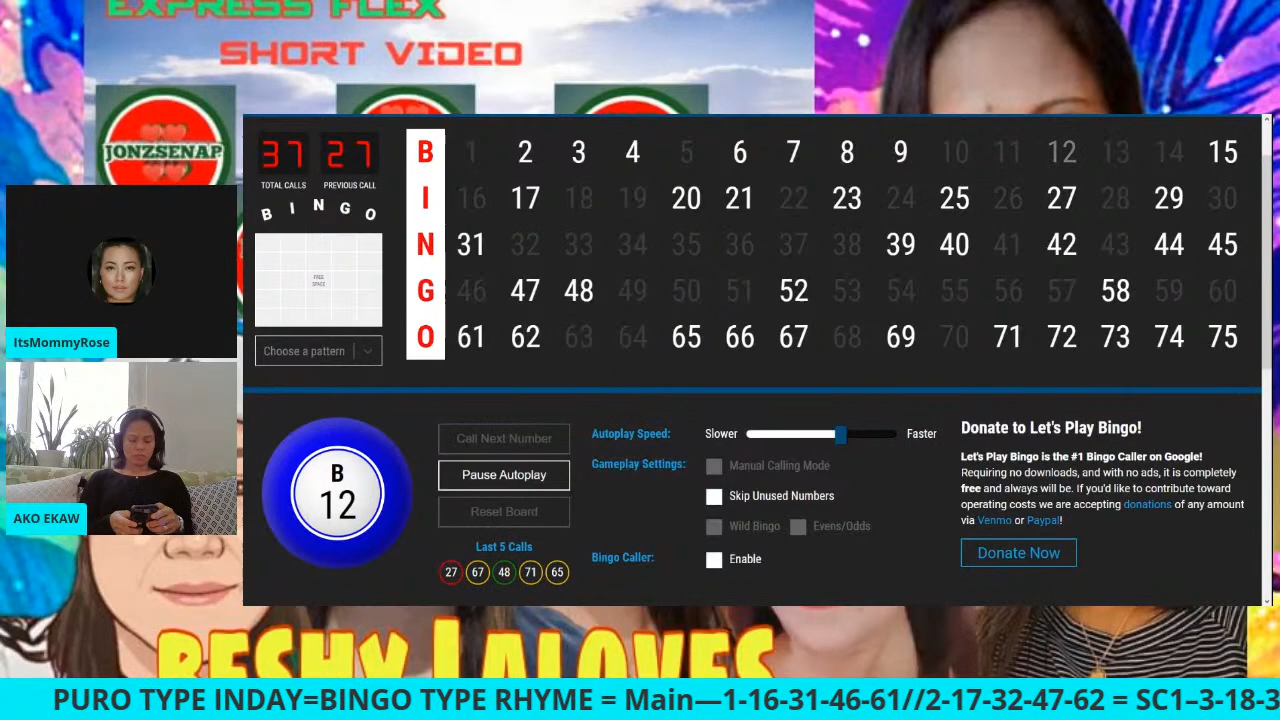 EXPRESS FLEX
SHORT VIDEO
JONZSENAP
37 27
TOTAL CALLS PREVIOUS CALL
B I N G O
FREE
SPACE
Choose a pattern
B 1 2 3 4 5 6 7 8 9 10 11 12 13 14 15
I 16 17 18 19 20 21 22 23 24 25 26 27 28 29 30
N 31 32 33 34 35 36 37 38 39 40 41 42 43 44 45
G 46 47 48 49 50 51 52 53 54 55 56 57 58 59 60
O 61 62 63 64 65 66 67 68 69 70 71 72 73 74 75
ItsMommyRose
AKO EKAW
B
12
Call Next Number
Pause Autoplay
Reset Board
Last 5 Calls
27 67 48 71 65
Autoplay Speed: Slower Faster
Gameplay Settings: Manual Calling Mode
Skip Unused Numbers
Wild Bingo Evens/Odds
Bingo Caller: Enable
Donate to Let's Play Bingo!
Let's Play Bingo is the #1 Bingo Caller on Google!
Requiring no downloads, and with no ads, it is completely
free and always will be. If you'd like to contribute toward
operating costs we are accepting donations of any amount
via Venmo or Paypal!
Donate Now
BESHY LALOVES
PURO TYPE INDAY=BINGO TYPE RHYME = Main—1-16-31-46-61//2-17-32-47-62 = SC1–3-18-3